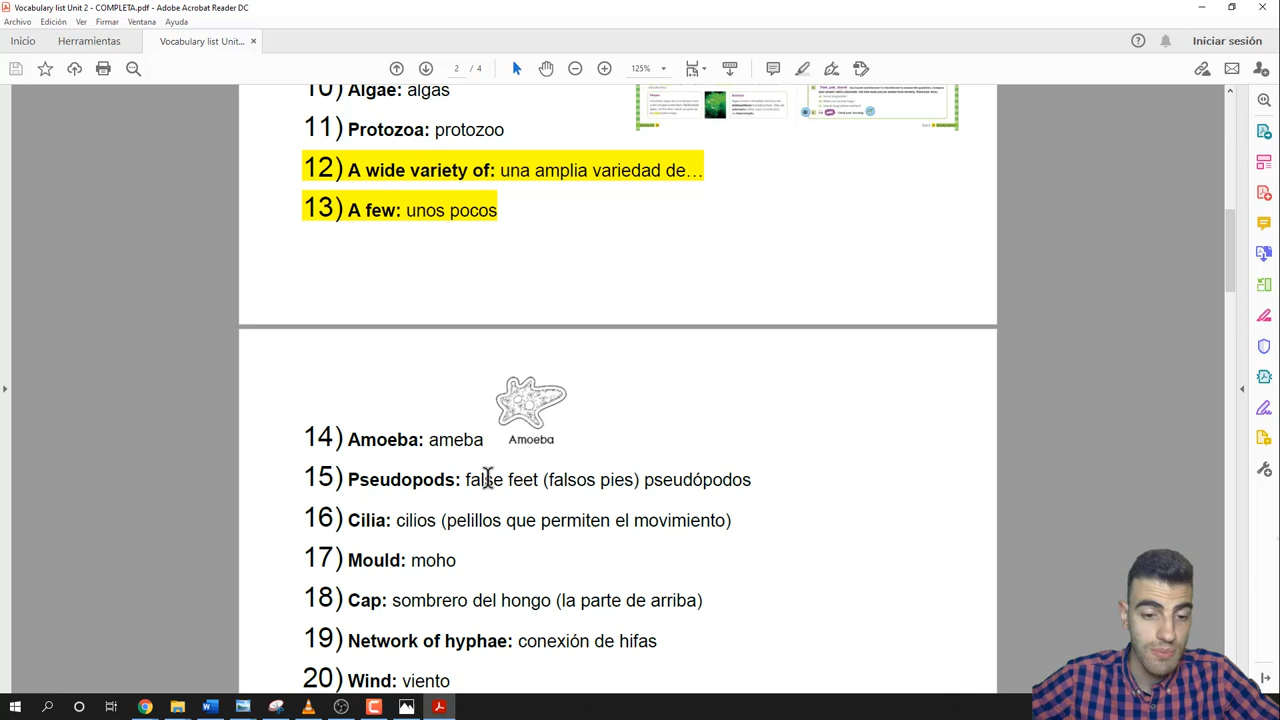 Vocabulary list Unit 2 - COMPLETA.pdf - Adobe Acrobat Reader DC
Archivo Edición Ver Firmar Ventana Ayuda
Inicio Herramientas Vocabulary list Unit... × Iniciar sesión
2 / 4 125%
10) Algae: algas
11) Protozoa: protozoo
12) A wide variety of: una amplia variedad de…
13) A few: unos pocos
14) Amoeba: ameba
Amoeba
15) Pseudopods: false feet (falsos pies) pseudópodos
16) Cilia: cilios (pelillos que permiten el movimiento)
17) Mould: moho
18) Cap: sombrero del hongo (la parte de arriba)
19) Network of hyphae: conexión de hifas
20) Wind: viento